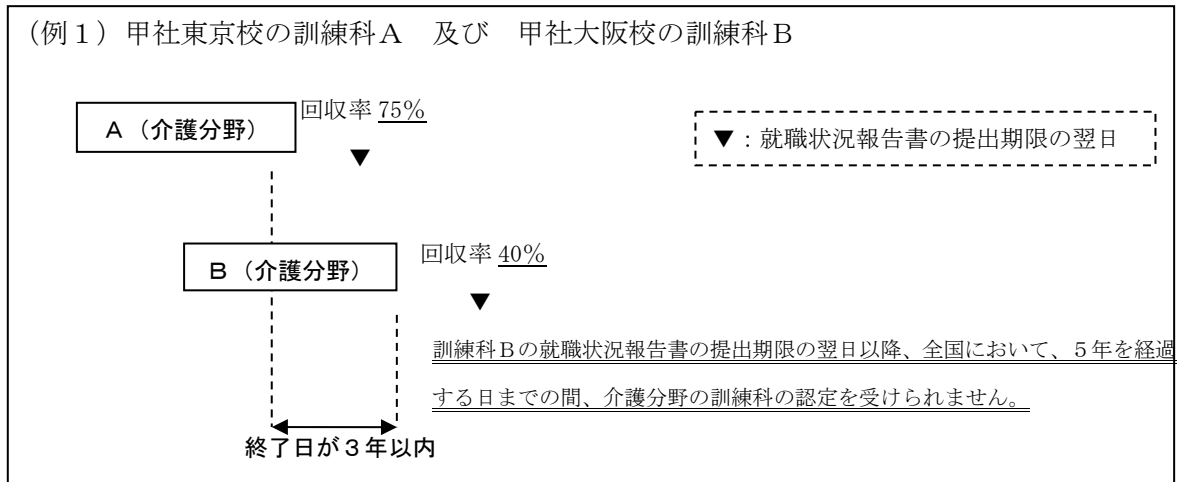 （例１）甲社東京校の訓練科Ａ　及び　甲社大阪校の訓練科Ｂ
Ａ（介護分野）
回収率 75%
▼
▼：就職状況報告書の提出期限の翌日
Ｂ（介護分野）
回収率 40%
▼
訓練科Ｂの就職状況報告書の提出期限の翌日以降、全国において、５年を経過
する日までの間、介護分野の訓練科の認定を受けられません。
終了日が３年以内